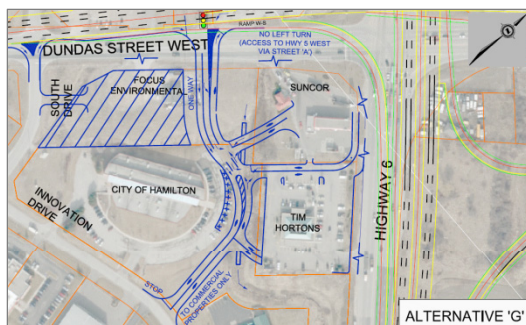 RAMP W-S
NO LEFT TURN
(ACCESS TO HWY 5 WEST
VIA STREET 'A')
DUNDAS STREET WEST
FOCUS
ENVIRONMENTAL
ONE WAY
SUNCOR
SOUTH
DRIVE
INNOVATION
DRIVE
CITY OF HAMILTON
TIM
HORTONS
HIGHWAY 6
STOP
TO COMMERCIAL
PROPERTIES ONLY
ALTERNATIVE 'G'